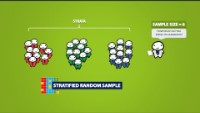 STRATA
SAMPLE SIZE = 6
STRATIFIED RANDOM SAMPLE